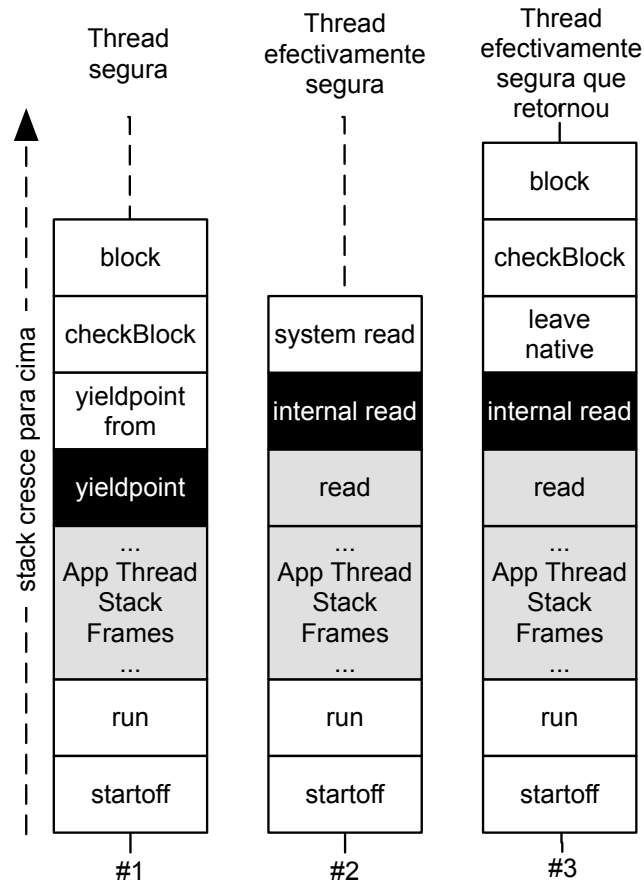 Thread
segura
Thread
efectivamente
segura
Thread
efectivamente
segura que
retornou
stack cresce para cima
block
checkBlock
yieldpoint
from
yieldpoint
...
App Thread
Stack
Frames
...
run
startoff
#1
system read
internal read
read
...
App Thread
Stack
Frames
...
run
startoff
#2
block
checkBlock
leave
native
internal read
read
...
App Thread
Stack
Frames
...
run
startoff
#3